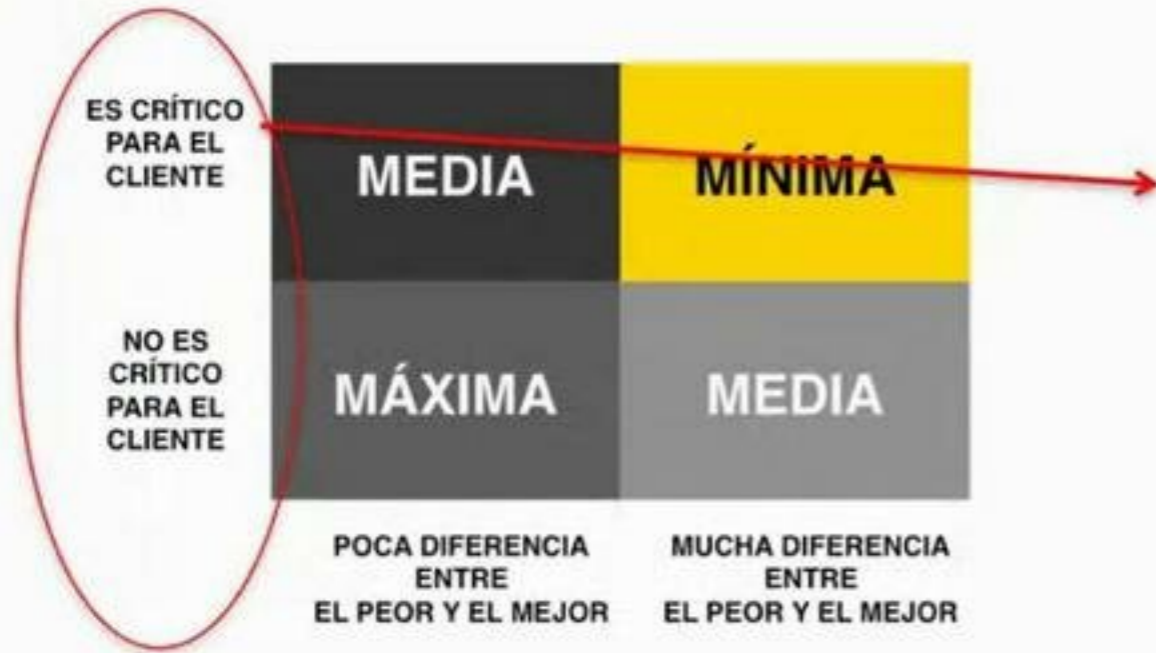 ES CRÍTICO
PARA EL
CLIENTE
MEDIA
MÍNIMA
NO ES
CRÍTICO
PARA EL
CLIENTE
MÁXIMA
MEDIA
POCA DIFERENCIA
ENTRE
EL PEOR Y EL MEJOR
MUCHA DIFERENCIA
ENTRE
EL PEOR Y EL MEJOR